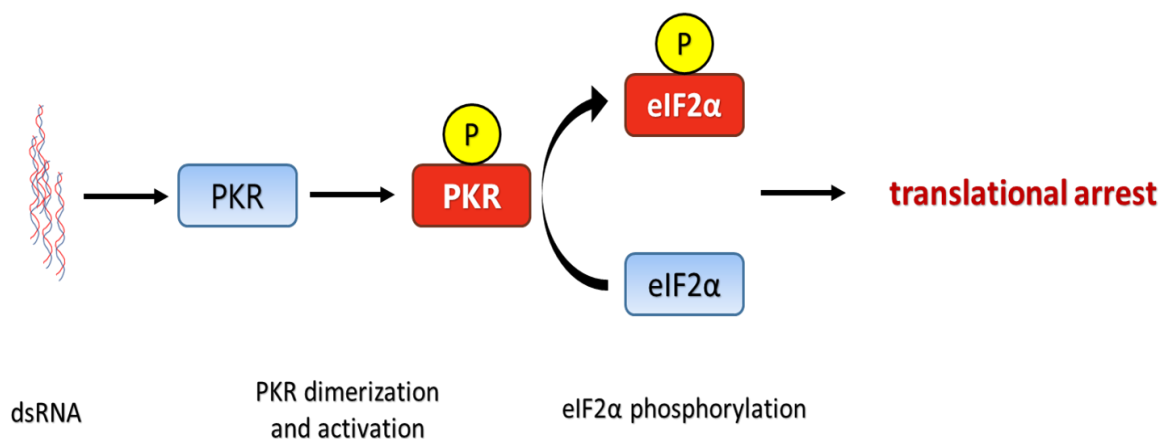 P
eIF2α
P
PKR
PKR
translational arrest
eIF2α
dsRNA
PKR dimerization
and activation
eIF2α phosphorylation